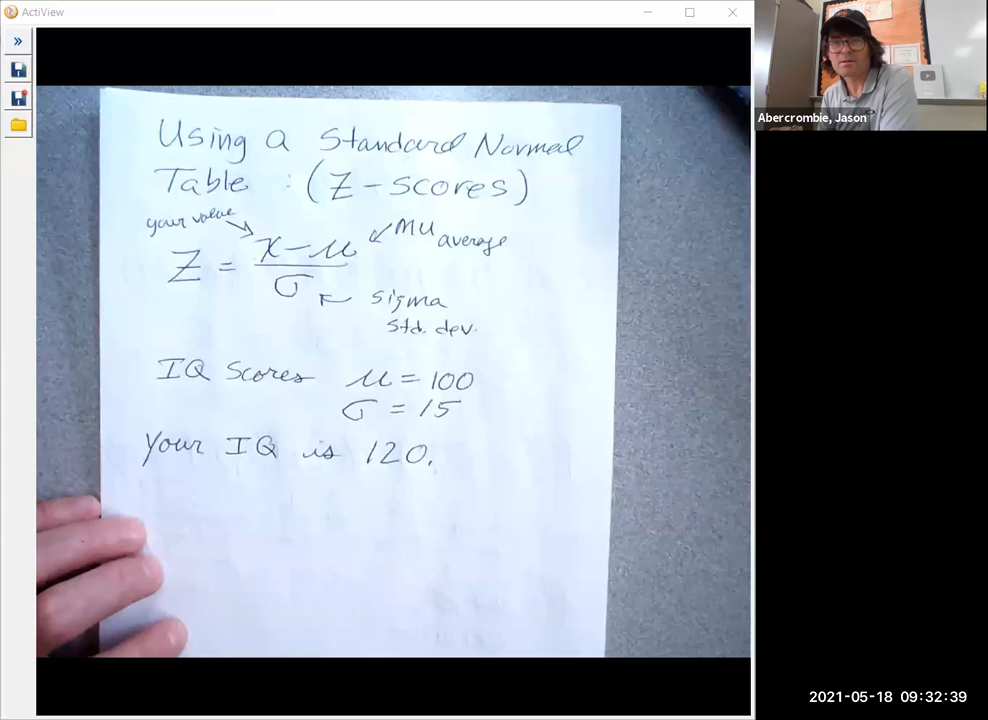 ActiView
Abercrombie, Jason
Using a Standard Normal
Table : (Z-scores)
your value
MU
average
Z = x-μ
σ
sigma
std. dev.
IQ Scores μ = 100
σ = 15
Your IQ is 120.
2021-05-18 09:32:39